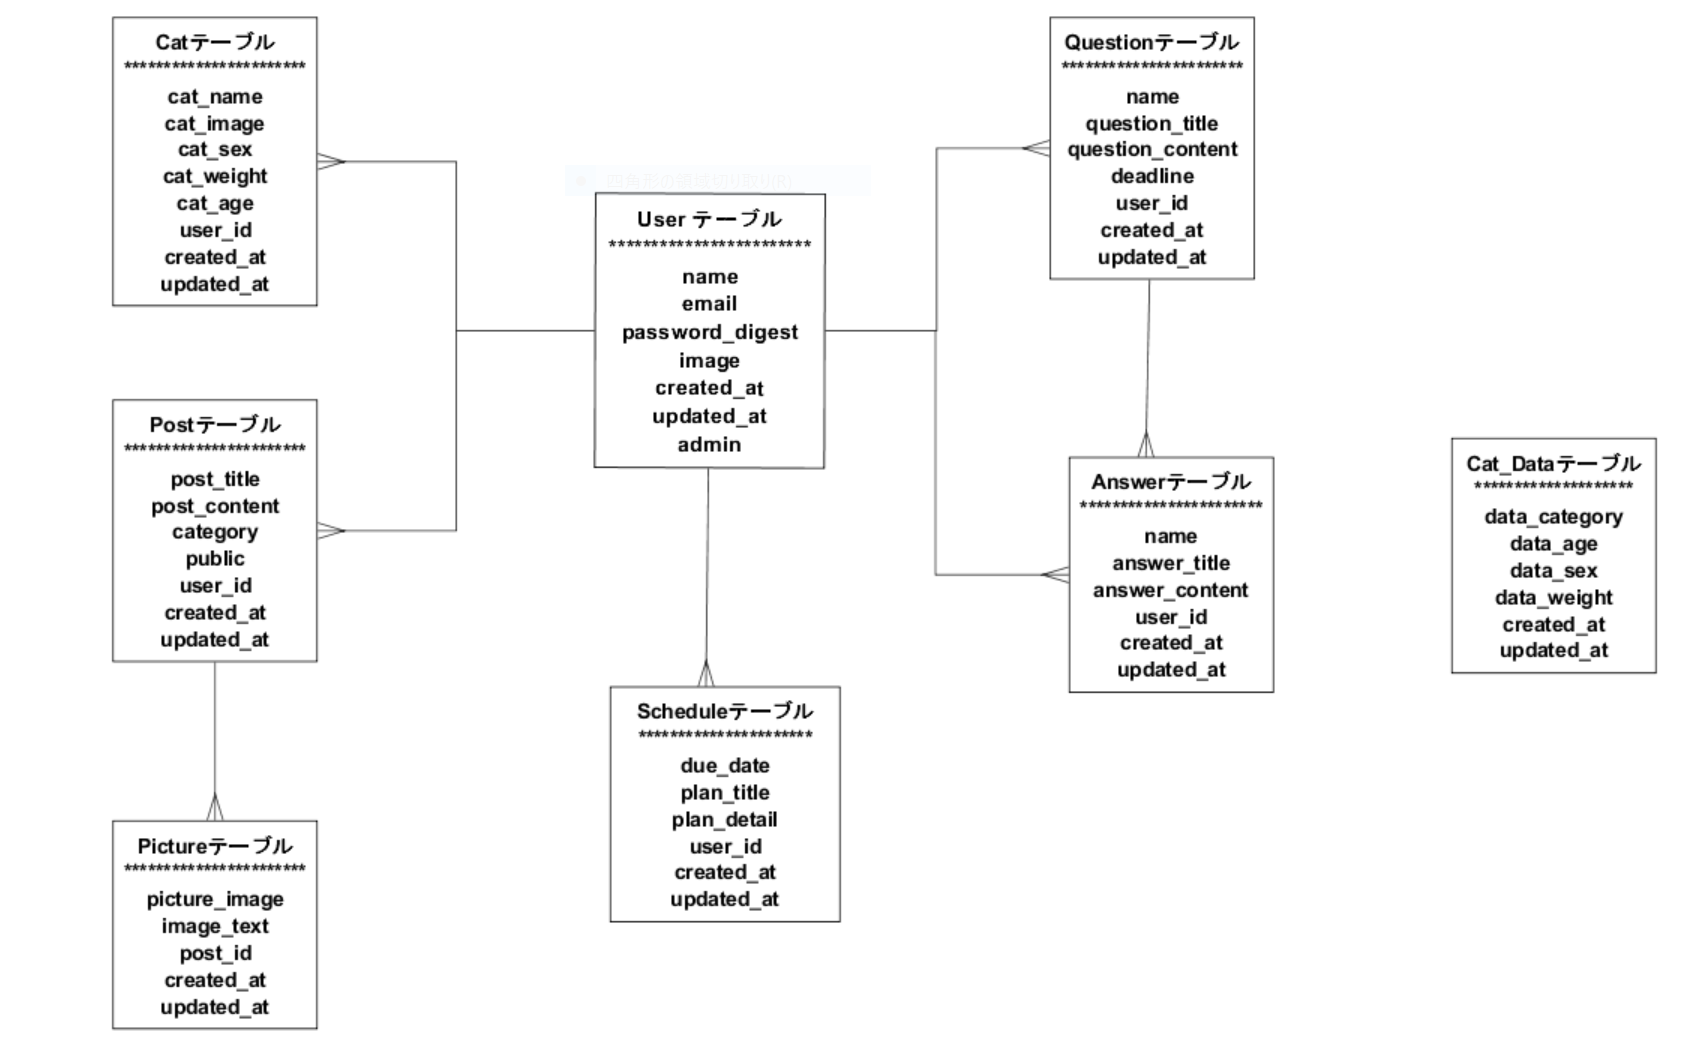 Catテーブル
***********************
cat_name
cat_image
cat_sex
cat_weight
cat_age
user_id
created_at
updated_at
Postテーブル
***********************
post_title
post_content
category
public
user_id
created_at
updated_at
Pictureテーブル
***********************
picture_image
image_text
post_id
created_at
updated_at
四角形の領域切り取り(R)
User テーブル
************************
name
email
password_digest
image
created_at
updated_at
admin
Scheduleテーブル
**********************
due_date
plan_title
plan_detail
user_id
created_at
updated_at
Questionテーブル
***********************
name
question_title
question_content
deadline
user_id
created_at
updated_at
Answerテーブル
***********************
name
answer_title
answer_content
user_id
created_at
updated_at
Cat_Dataテーブル
********************
data_category
data_age
data_sex
data_weight
created_at
updated_at